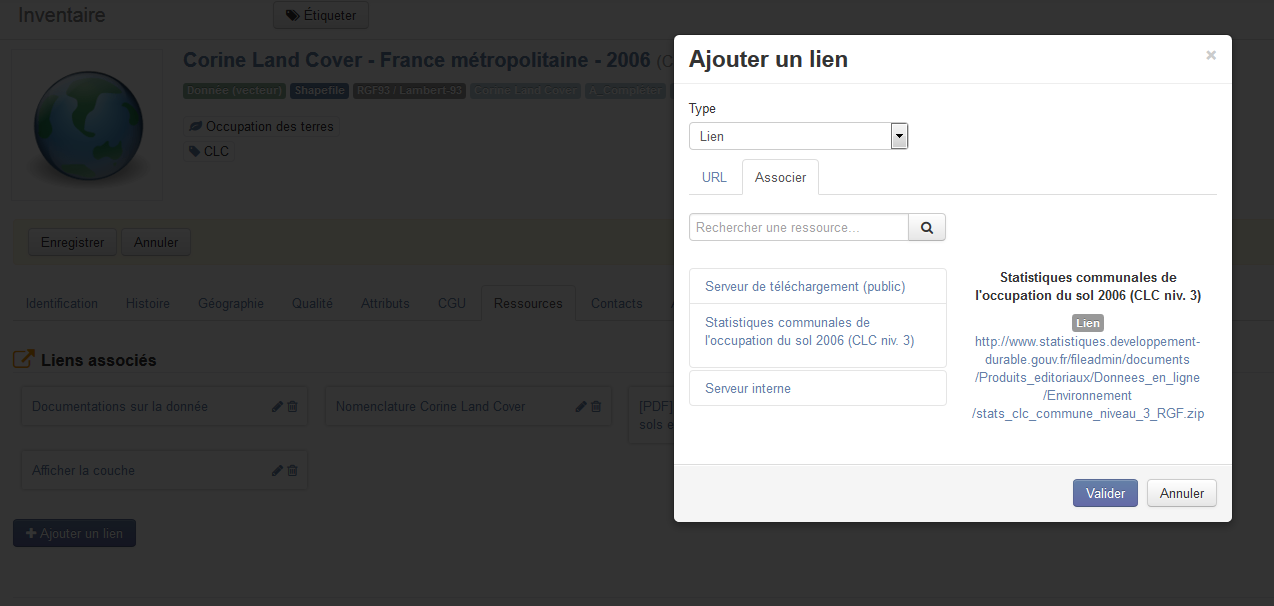 Inventaire
Étiqueter
Corine Land Cover - France métropolitaine - 2006 (C
Donnée (vecteur) Shapefile RGF93 / Lambert-93 Corine Land Cover A_Completer
Occupation des terres
CLC
Enregistrer Annuler
Identification Histoire Géographie Qualité Attributs CGU Ressources Contacts
Liens associés
Documentations sur la donnée
Nomenclature Corine Land Cover
[PDF]
sols e
Afficher la couche
Ajouter un lien
Ajouter un lien ×
Type
Lien
URL Associer
Rechercher une ressource...
Serveur de téléchargement (public)
Statistiques communales de
l'occupation du sol 2006 (CLC niv. 3)
Serveur interne
Statistiques communales de
l'occupation du sol 2006 (CLC niv. 3)
Lien
http://www.statistiques.developpement-
durable.gouv.fr/fileadmin/documents
/Produits_editoriaux/Donnees_en_ligne
/Environnement
/stats_clc_commune_niveau_3_RGF.zip
Valider Annuler